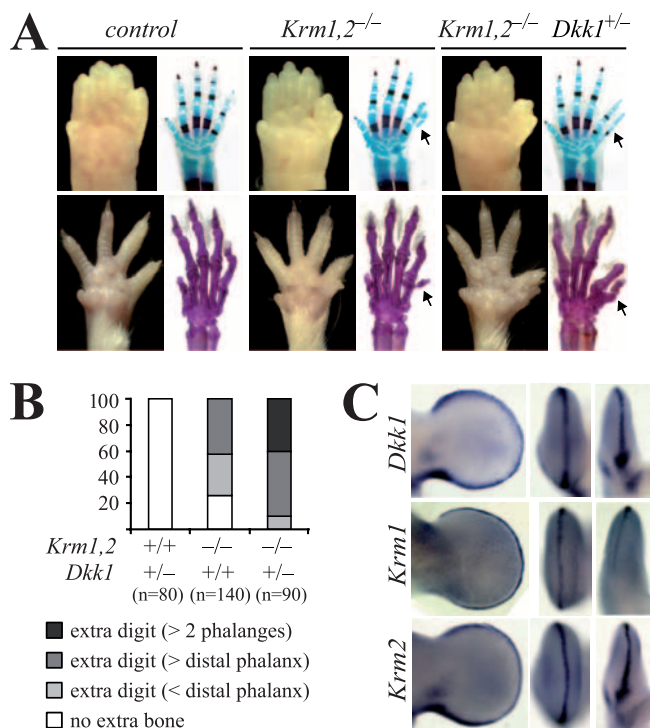 A
control Krm1,2−/− Krm1,2−/− Dkk1+/−
B
100
80
60
40
20
Krm1,2 +/+ −/− −/−
Dkk1 +/− +/+ +/−
(n=80) (n=140) (n=90)
extra digit (> 2 phalanges)
extra digit (> distal phalanx)
extra digit (< distal phalanx)
no extra bone
C
Dkk1
Krm1
Krm2